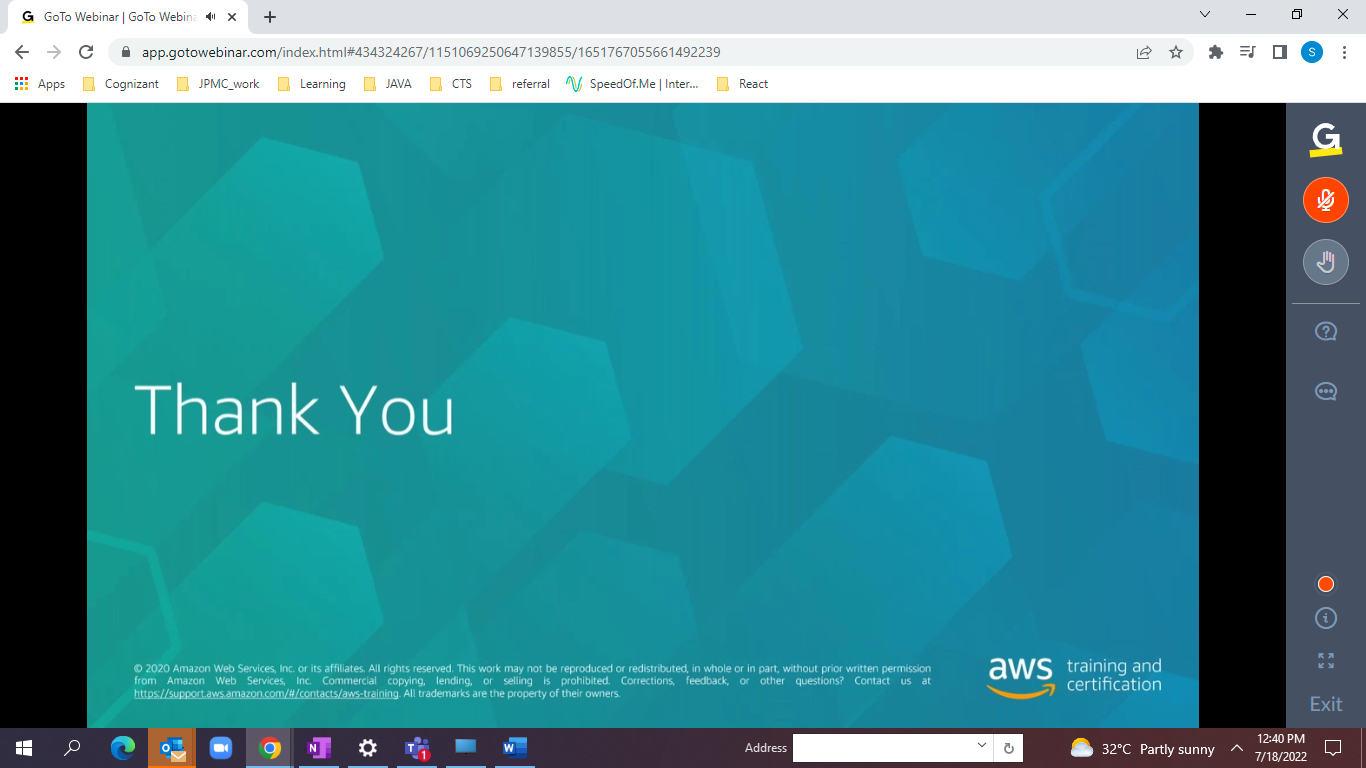 GoTo Webinar | GoTo Webina
app.gotowebinar.com/index.html#434324267/1151069250647139855/1651767055661492239
S
Apps Cognizant JPMC_work Learning JAVA CTS referral SpeedOf.Me | Inter... React
G
Thank You
© 2020 Amazon Web Services, Inc. or its affiliates. All rights reserved. This work may not be reproduced or redistributed, in whole or in part, without prior written permission
from Amazon Web Services, Inc. Commercial copying, lending, or selling is prohibited. Corrections, feedback, or other questions? Contact us at
https://support.aws.amazon.com/#/contacts/aws-training. All trademarks are the property of their owners.
aws training and
certification
Exit
Address
32°C Partly sunny
12:40 PM
7/18/2022